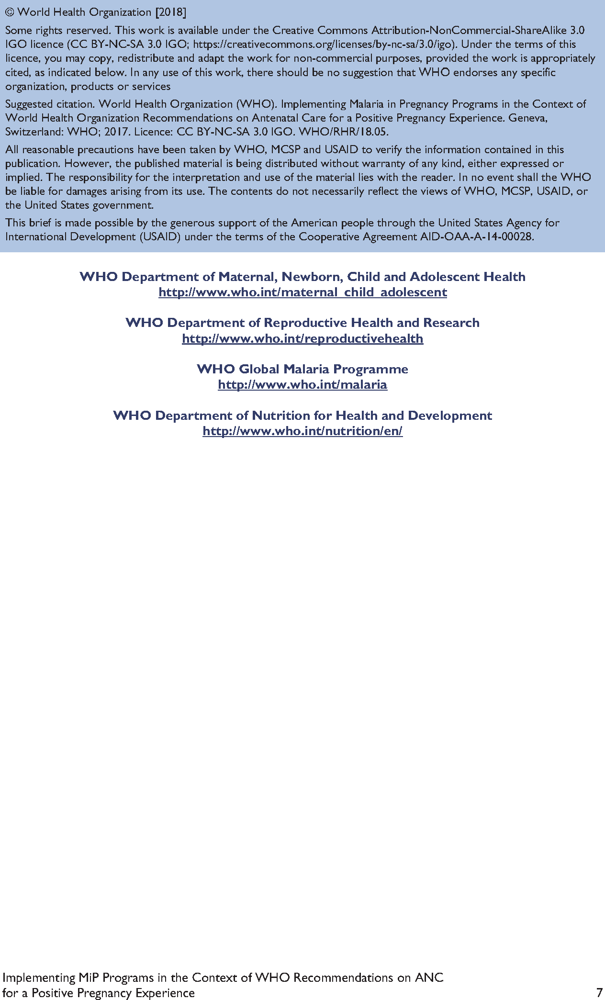 © World Health Organization [2018]
Some rights reserved. This work is available under the Creative Commons Attribution-NonCommercial-ShareAlike 3.0
IGO licence (CC BY-NC-SA 3.0 IGO; https://creativecommons.org/licenses/by-nc-sa/3.0/igo). Under the terms of this
licence, you may copy, redistribute and adapt the work for non-commercial purposes, provided the work is appropriately
cited, as indicated below. In any use of this work, there should be no suggestion that WHO endorses any specific
organization, products or services
Suggested citation. World Health Organization (WHO). Implementing Malaria in Pregnancy Programs in the Context of
World Health Organization Recommendations on Antenatal Care for a Positive Pregnancy Experience. Geneva,
Switzerland: WHO; 2017. Licence: CC BY-NC-SA 3.0 IGO. WHO/RHR/18.05.
All reasonable precautions have been taken by WHO, MCSP and USAID to verify the information contained in this
publication. However, the published material is being distributed without warranty of any kind, either expressed or
implied. The responsibility for the interpretation and use of the material lies with the reader. In no event shall the WHO
be liable for damages arising from its use. The contents do not necessarily reflect the views of WHO, MCSP, USAID, or
the United States government.
This brief is made possible by the generous support of the American people through the United States Agency for
International Development (USAID) under the terms of the Cooperative Agreement AID-OAA-A-14-00028.
WHO Department of Maternal, Newborn, Child and Adolescent Health
http://www.who.int/maternal_child_adolescent
WHO Department of Reproductive Health and Research
http://www.who.int/reproductivehealth
WHO Global Malaria Programme
http://www.who.int/malaria
WHO Department of Nutrition for Health and Development
http://www.who.int/nutrition/en/
Implementing MiP Programs in the Context of WHO Recommendations on ANC
for a Positive Pregnancy Experience 7